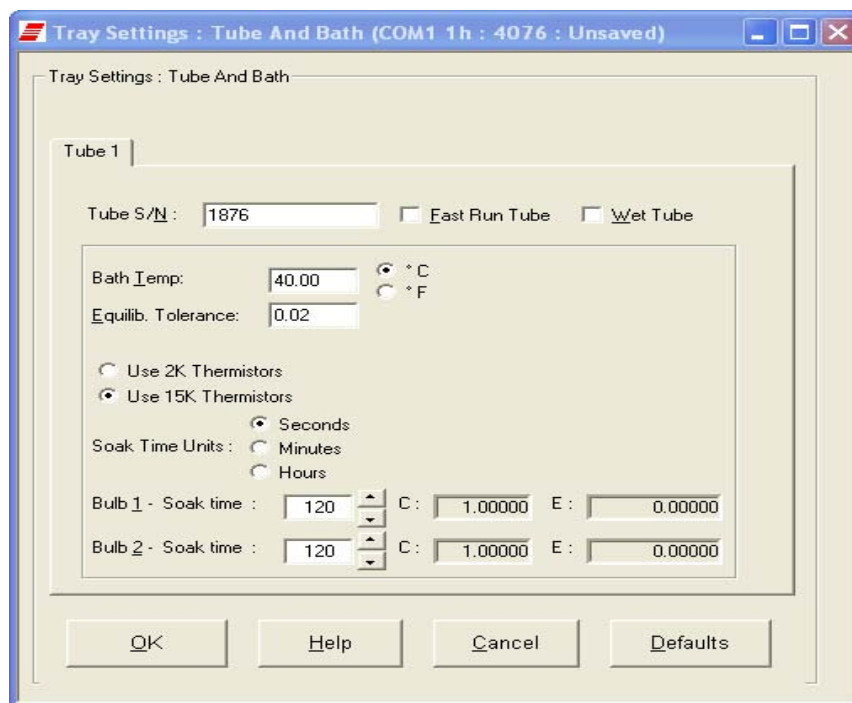 Tray Settings : Tube And Bath (COM1 1h : 4076 : Unsaved)
Tray Settings : Tube And Bath
Tube 1
Tube S/N : 1876 Fast Run Tube Wet Tube
Bath Temp: 40.00 ° C
° F
Equilib. Tolerance: 0.02
Use 2K Thermistors
Use 15K Thermistors
Seconds
Soak Time Units : Minutes
Hours
Bulb 1 - Soak time : 120 C : 1.00000 E : 0.00000
Bulb 2 - Soak time : 120 C : 1.00000 E : 0.00000
OK Help Cancel Defaults